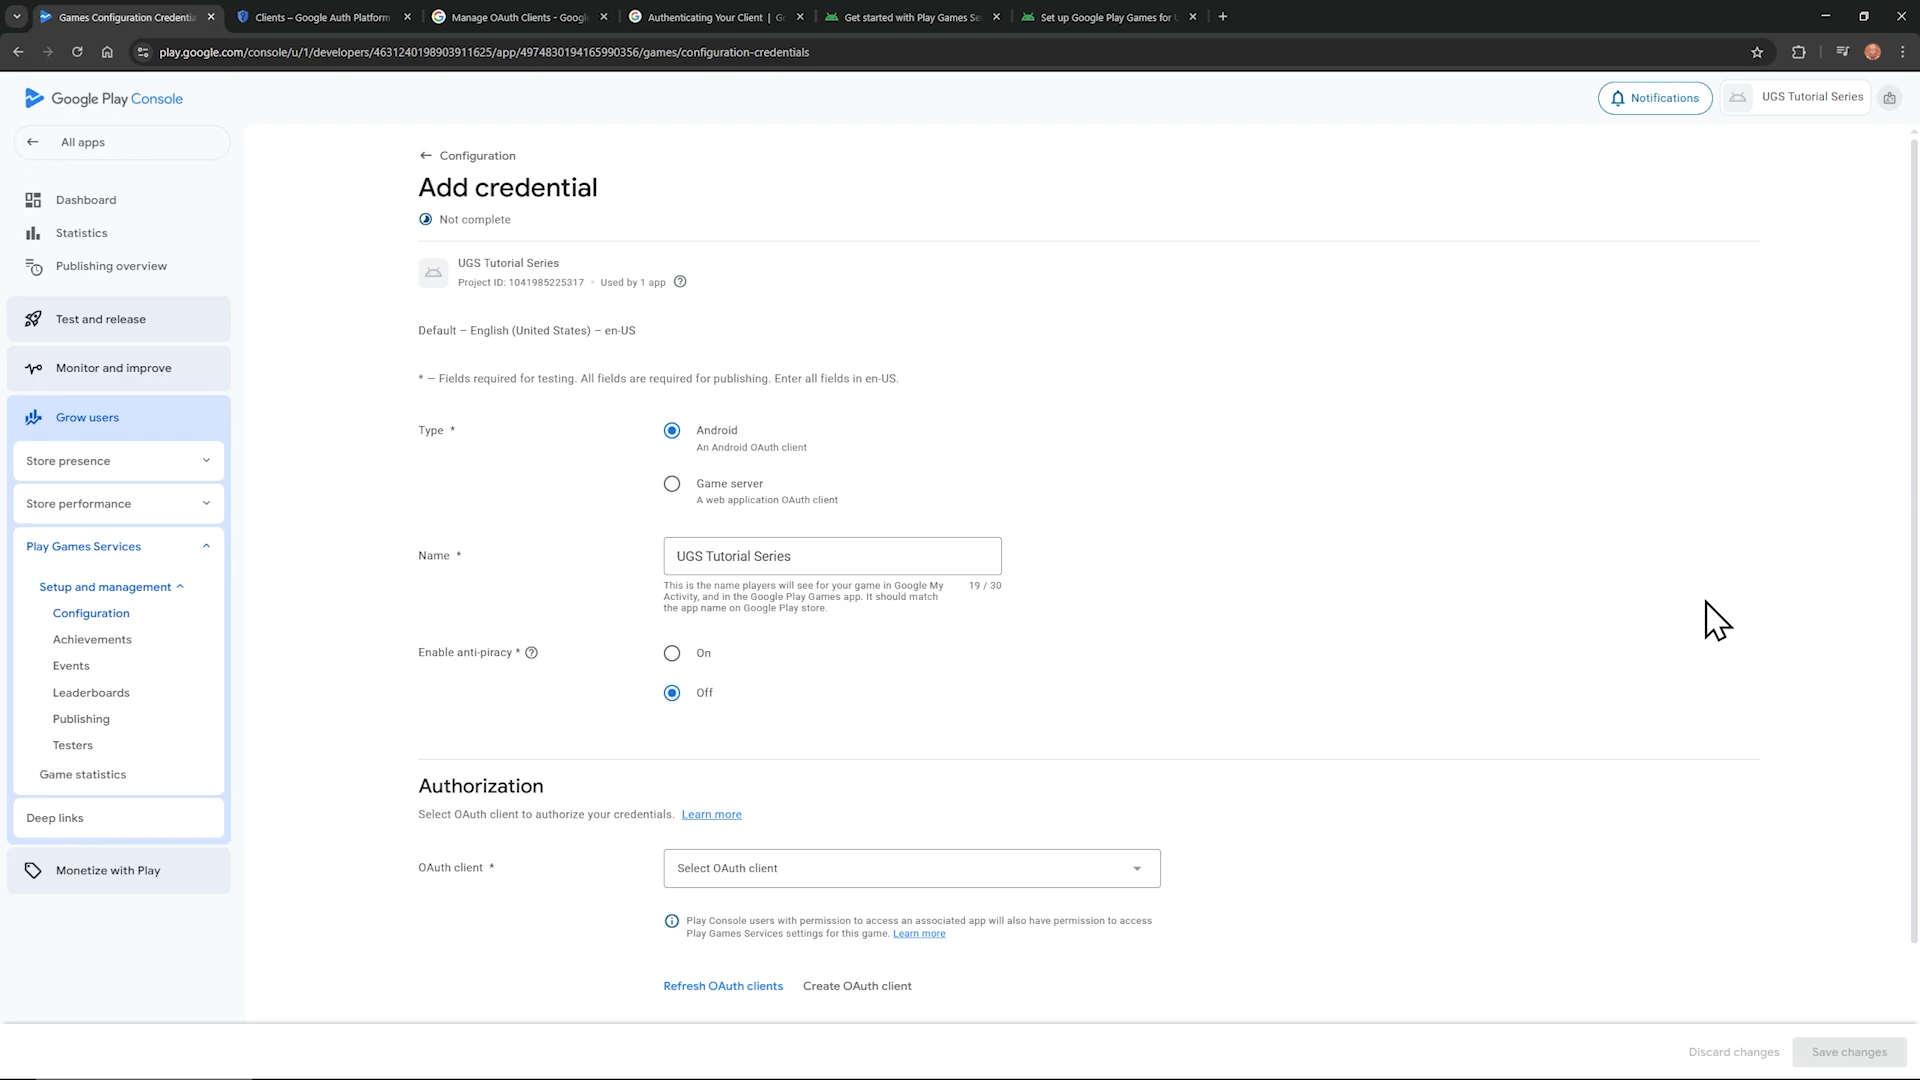 Games Configuration Credentia
Clients – Google Auth Platform
Manage OAuth Clients - Googl
Authenticating Your Client | G
Get started with Play Games Se
Set up Google Play Games for U
play.google.com/console/u/1/developers/4631240198903911625/app/4974830194165990356/games/configuration-credentials
Google Play Console
Notifications
UGS Tutorial Series
All apps
Dashboard
Statistics
Publishing overview
Test and release
Monitor and improve
Grow users
Store presence
Store performance
Play Games Services
Setup and management
Configuration
Achievements
Events
Leaderboards
Publishing
Testers
Game statistics
Deep links
Monetize with Play
Configuration
Add credential
Not complete
UGS Tutorial Series
Project ID: 1041985225317 • Used by 1 app
Default – English (United States) – en-US
* — Fields required for testing. All fields are required for publishing. Enter all fields in en-US.
Type *
Android
An Android OAuth client
Game server
A web application OAuth client
Name *
UGS Tutorial Series
This is the name players will see for your game in Google My
Activity, and in the Google Play Games app. It should match
the app name on Google Play store.
19 / 30
Enable anti-piracy *
On
Off
Authorization
Select OAuth client to authorize your credentials. Learn more
OAuth client *
Select OAuth client
Play Console users with permission to access an associated app will also have permission to access
Play Games Services settings for this game. Learn more
Refresh OAuth clients
Create OAuth client
Discard changes
Save changes